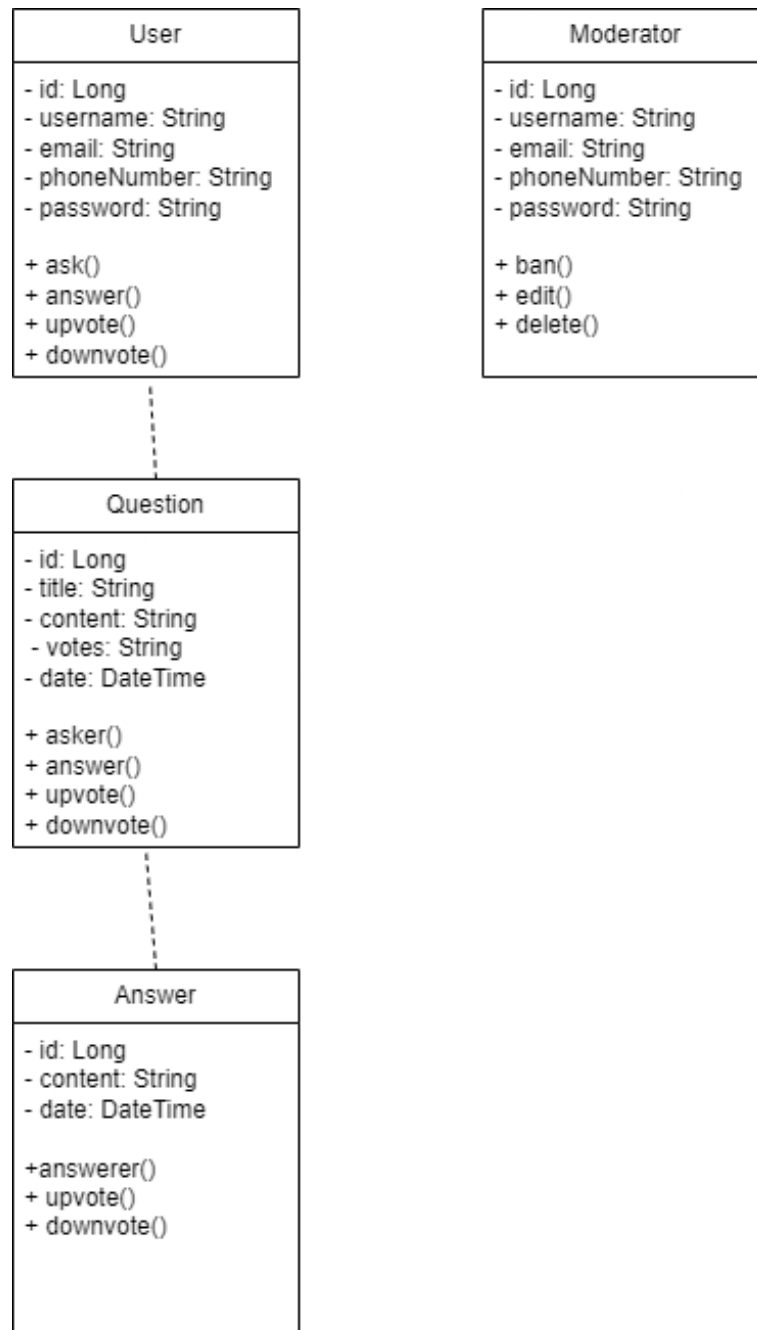 User
- id: Long
- username: String
- email: String
- phoneNumber: String
- password: String
+ ask()
+ answer()
+ upvote()
+ downvote()
Moderator
- id: Long
- username: String
- email: String
- phoneNumber: String
- password: String
+ ban()
+ edit()
+ delete()
Question
- id: Long
- title: String
- content: String
- votes: String
- date: DateTime
+ asker()
+ answer()
+ upvote()
+ downvote()
Answer
- id: Long
- content: String
- date: DateTime
+answerer()
+ upvote()
+ downvote()